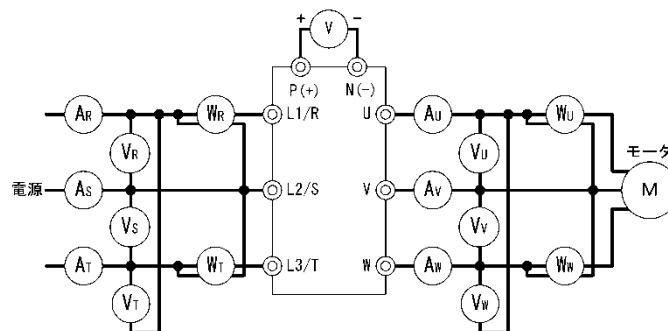 + V −
P(+) N(−)
AR WR L1/R U AU WU
VR VU モータ
電源 AS L2/S V AV M
VS VV
AT WT L3/T W AW WW
VT VW